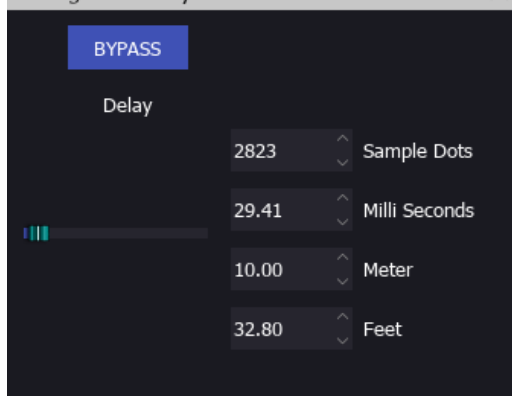 BYPASS
Delay
2823 Sample Dots
29.41 Milli Seconds
10.00 Meter
32.80 Feet